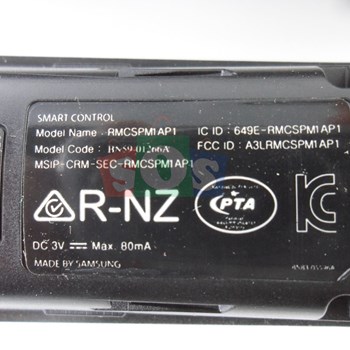 SMART CONTROL
Model Name : RMCSPM1AP1 IC ID : 649E-RMCSPM1AP1
Model Code : BN59-01266A FCC ID : A3LRMCSPM1AP1
MSIP-CRM-SEC-RMCSPM1AP1
R-NZ
PTA
DC 3V Max. 80mA
MADE BY SAMSUNG